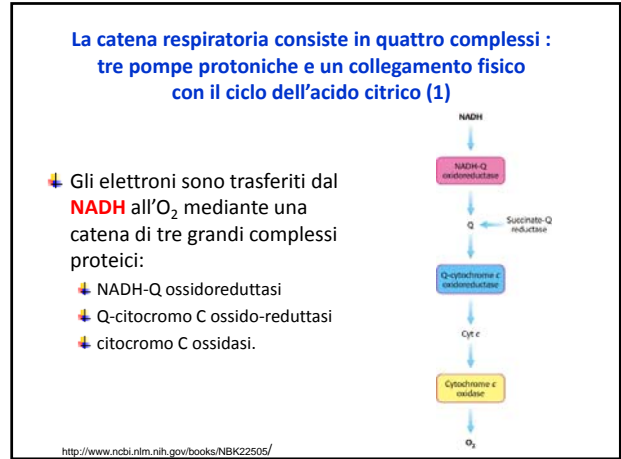 La catena respiratoria consiste in quattro complessi :
tre pompe protoniche e un collegamento fisico
con il ciclo dell'acido citrico (1)
Gli elettroni sono trasferiti dal
NADH all'O₂ mediante una
catena di tre grandi complessi
proteici:
NADH-Q ossidoreduttasi
Q-citocromo C ossido-reduttasi
citocromo C ossidasi.
NADH
NADH-Q
oxidoreductase
Q
Succinate-Q
reductase
Q-cytochrome c
oxidoreductase
Cyt c
Cytochrome c
oxidase
O₂
http://www.ncbi.nlm.nih.gov/books/NBK22505/